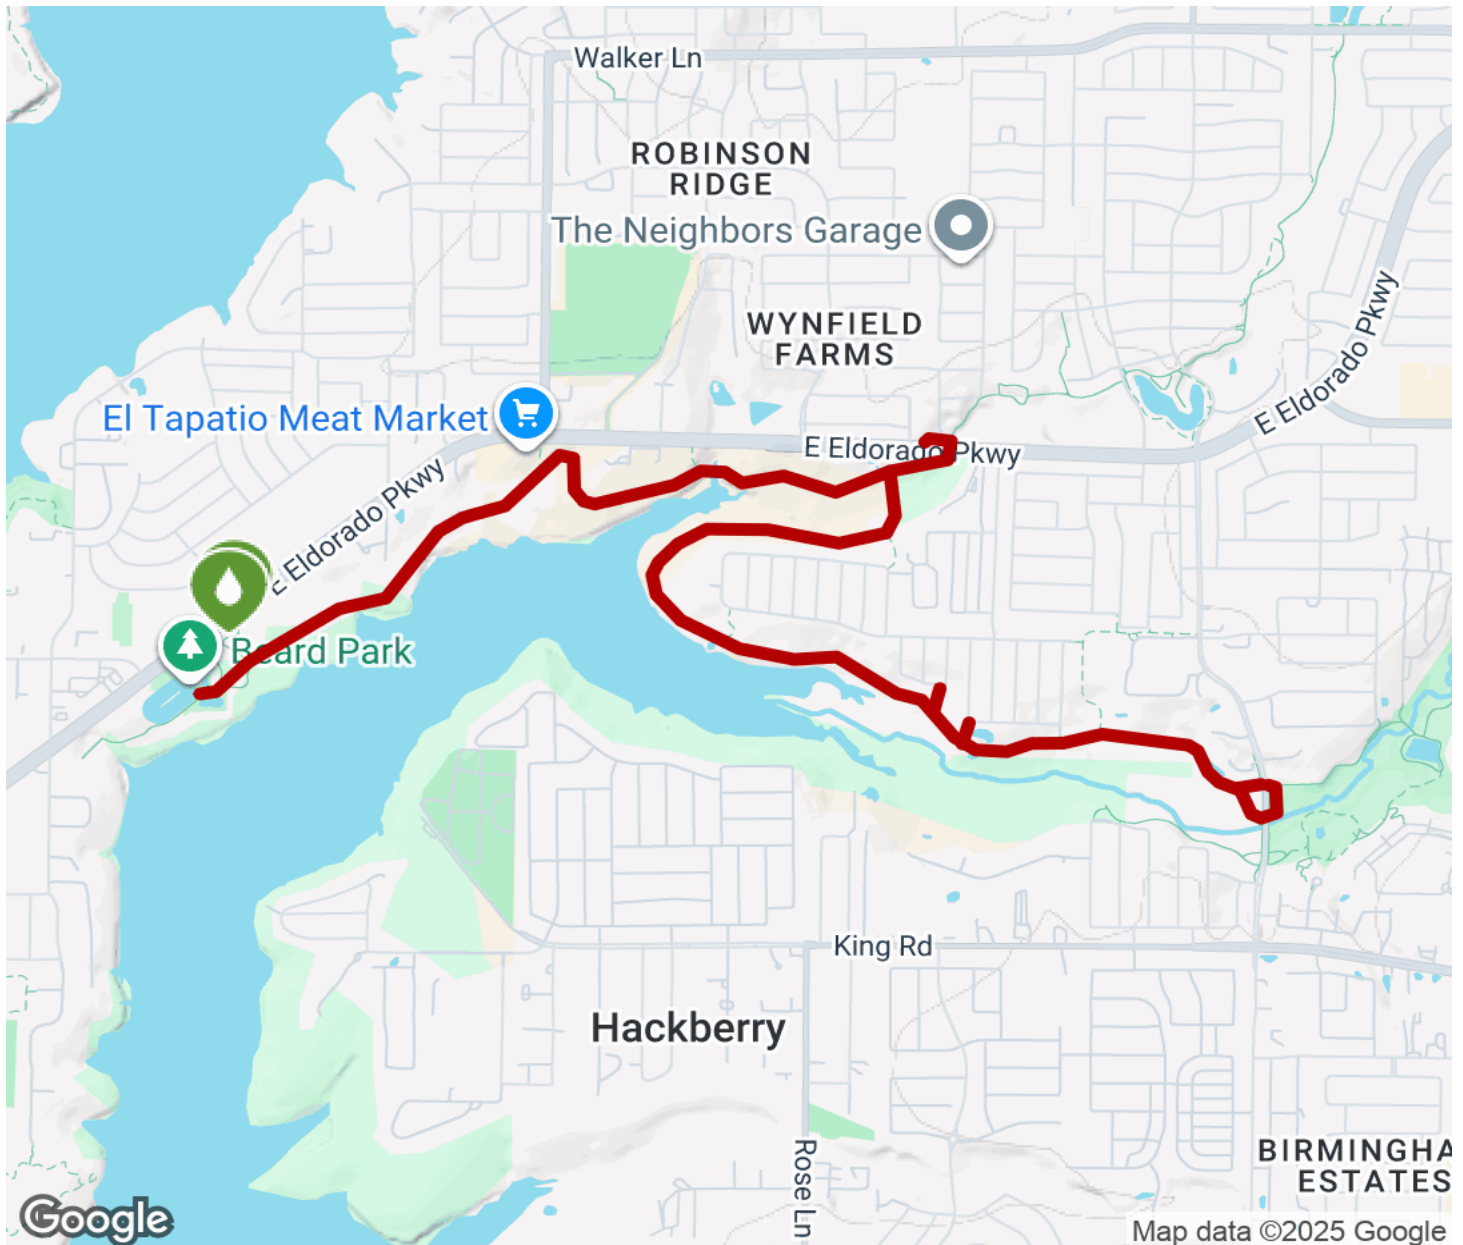 Walker Ln
ROBINSON
RIDGE
The Neighbors Garage
WYNFIELD
FARMS
E Eldorado Pkwy
El Tapatio Meat Market
E Eldorado Pkwy
E Eldorado Pkwy
Beard Park
King Rd
Hackberry
Rose Ln
BIRMINGHA
ESTATES
Google
Map data ©2025 Google